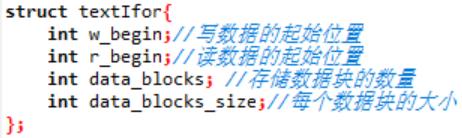 struct textIfor{
int w_begin;//写数据的起始位置
int r_begin;//读数据的起始位置
int data_blocks; //存储数据块的数量
int data_blocks_size;//每个数据块的大小
};